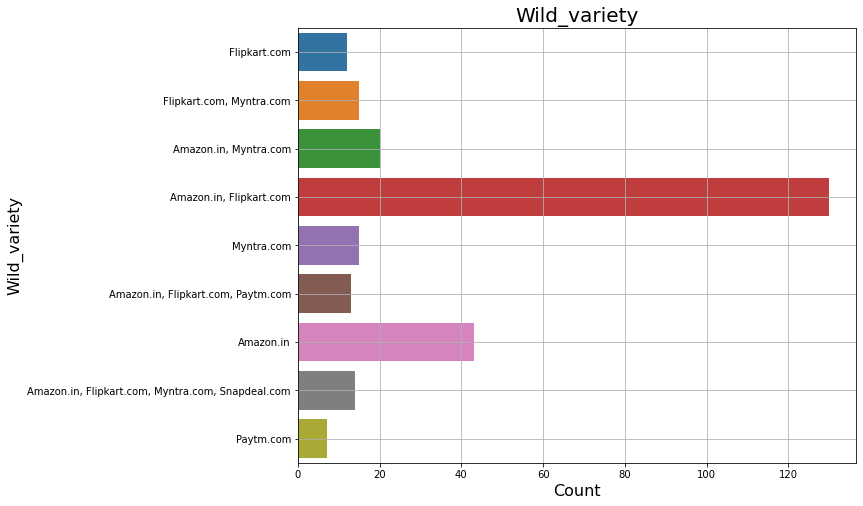 Wild_variety
Flipkart.com
Flipkart.com, Myntra.com
Amazon.in, Myntra.com
Amazon.in, Flipkart.com
Myntra.com
Amazon.in, Flipkart.com, Paytm.com
Amazon.in
Amazon.in, Flipkart.com, Myntra.com, Snapdeal.com
Paytm.com
Wild_variety
0 20 40 60 80 100 120
Count